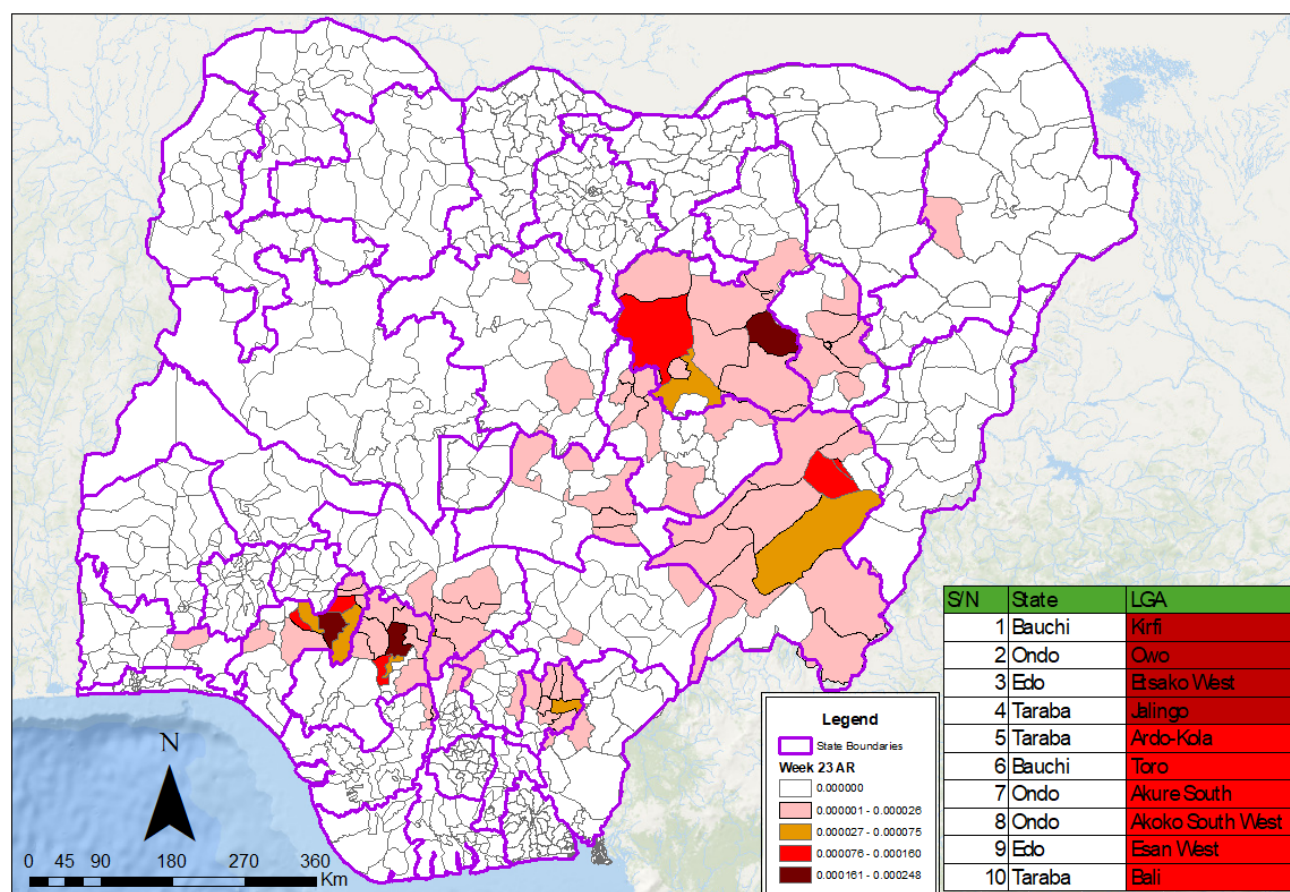 N
0 45 90 180 270 360
Km
Legend
State Boundaries
Week 23 AR
0.000000
0.000001 - 0.000026
0.000027 - 0.000075
0.000076 - 0.000160
0.000161 - 0.000248
S/N State LGA
1 Bauchi Kirfi
2 Ondo Owo
3 Edo Etsako West
4 Taraba Jalingo
5 Taraba Ardo-Kola
6 Bauchi Toro
7 Ondo Akure South
8 Ondo Akoko South West
9 Edo Esan West
10 Taraba Bali